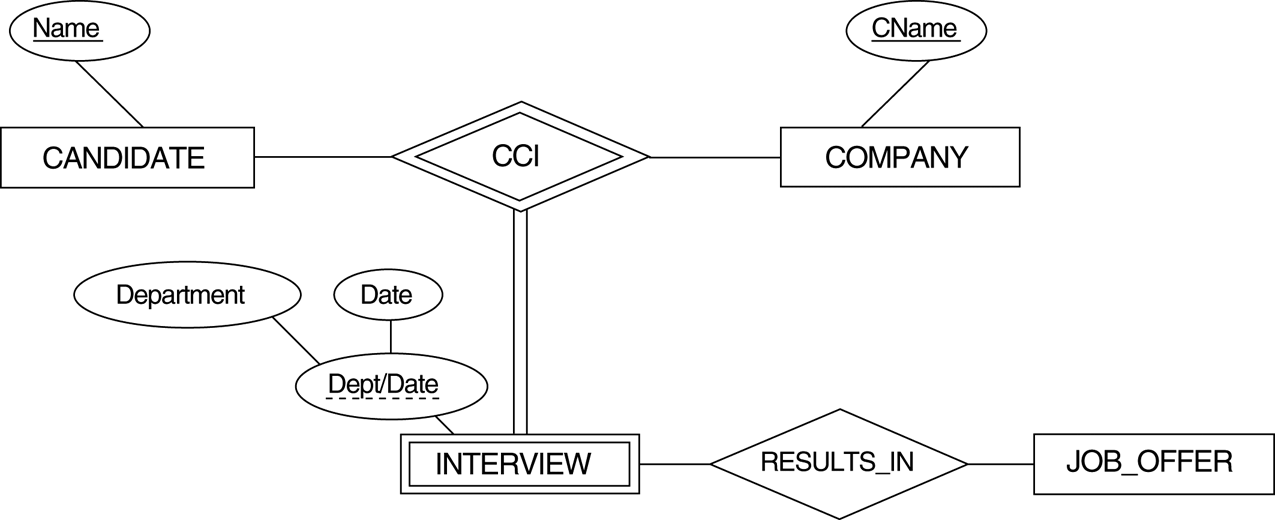 Name
CName
CANDIDATE
CCI
COMPANY
Department
Date
Dept/Date
INTERVIEW
RESULTS_IN
JOB_OFFER